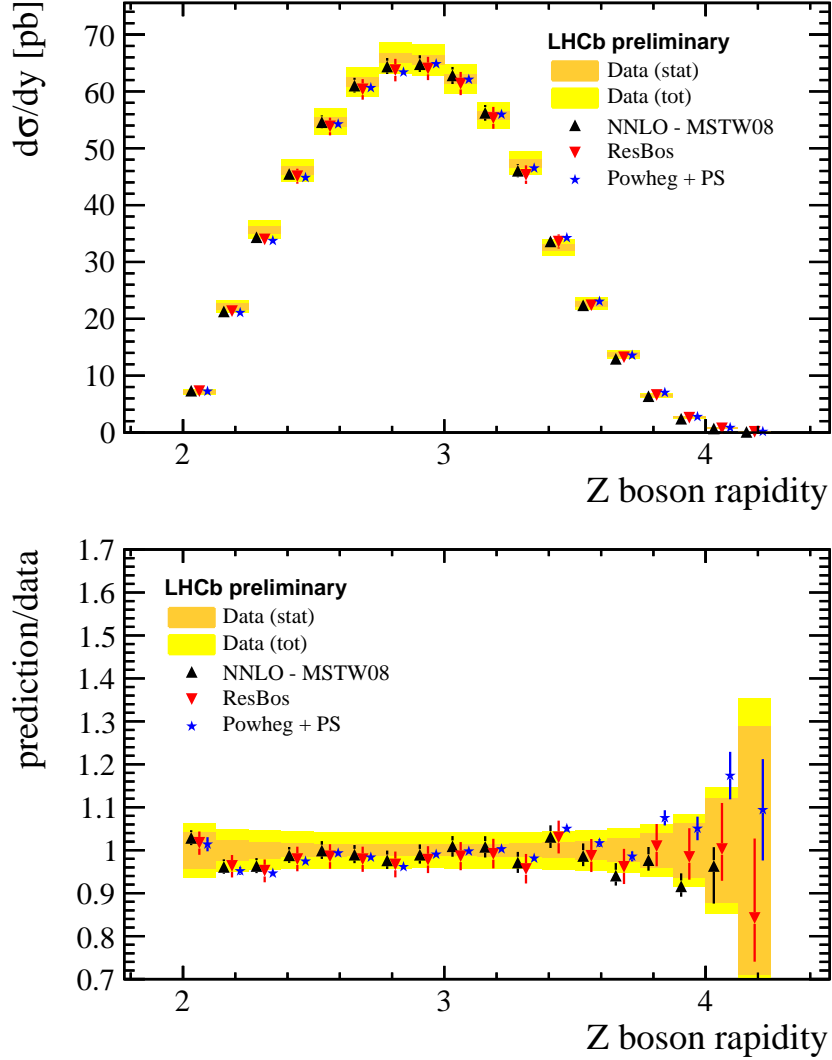 dσ/dy [pb]
70
60
50
40
30
20
10
0
LHCb preliminary
Data (stat)
Data (tot)
NNLO - MSTW08
ResBos
Powheg + PS
2 3 4
Z boson rapidity
prediction/data
1.7
1.6
1.5
1.4
1.3
1.2
1.1
1
0.9
0.8
0.7
LHCb preliminary
Data (stat)
Data (tot)
NNLO - MSTW08
ResBos
Powheg + PS
2 3 4
Z boson rapidity